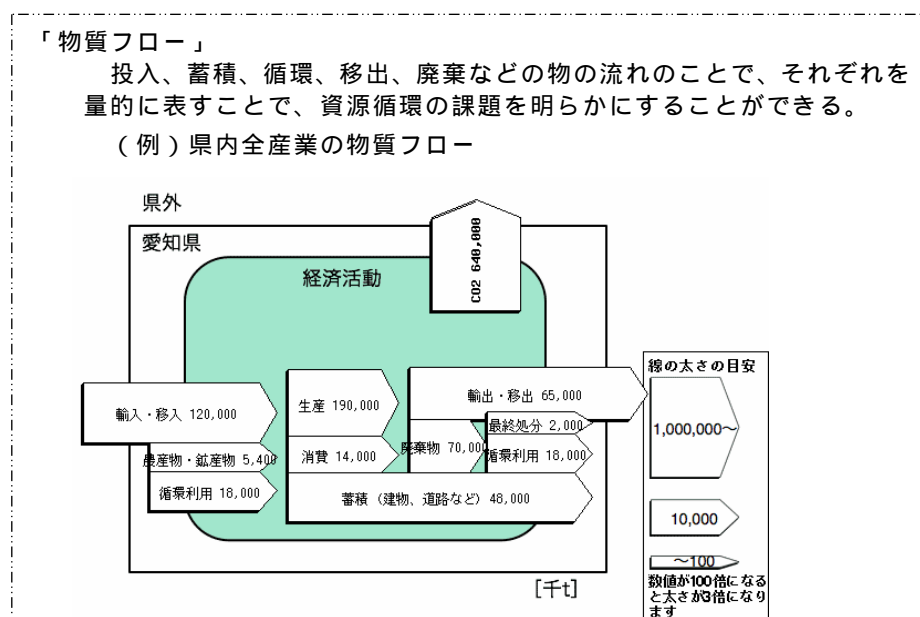 「物質フロー」
投入、蓄積、循環、移出、廃棄などの物の流れのことで、それぞれを
量的に表すことで、資源循環の課題を明らかにすることができる。
(例)県内全産業の物質フロー
県外
愛知県
経済活動
CO2 640,000
輸入・移入 120,000
農産物・鉱産物 5,400
循環利用 18,000
生産 190,000
消費 14,000
輸出・移出 65,000
最終処分 2,000
廃棄物 70,000
循環利用 18,000
蓄積(建物、道路など) 48,000
[千t]
線の太さの目安
1,000,000〜
10,000
〜100
数値が100倍になる
と太さが3倍になり
ます